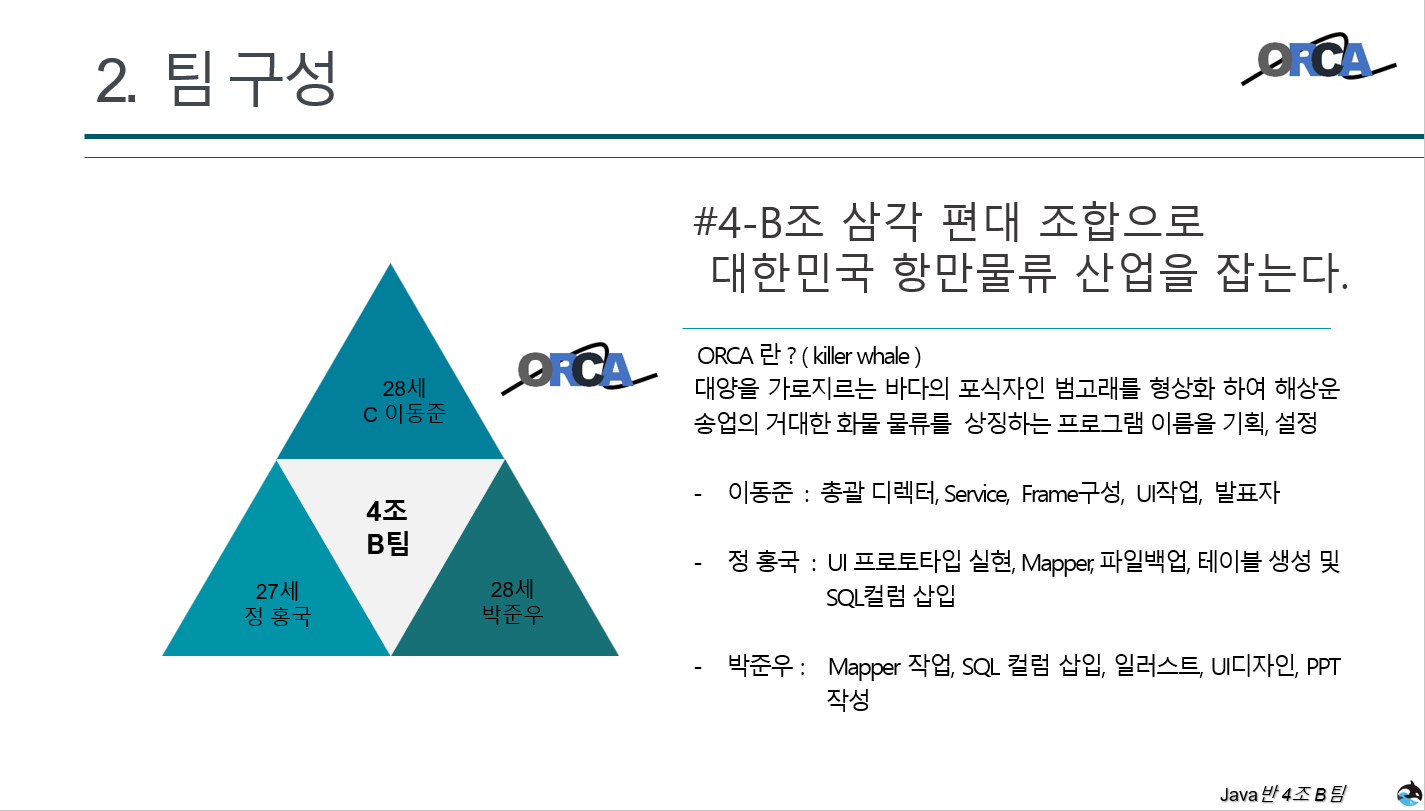 2. 팀 구성
ORCA
#4-B조 삼각 편대 조합으로
대한민국 항만물류 산업을 잡는다.
ORCA
28세
C 이동준
4조
B팀
27세
정 홍국
28세
박준우
ORCA 란 ? ( killer whale )
대양을 가로지르는 바다의 포식자인 범고래를 형상화 하여 해상운
송업의 거대한 화물 물류를 상징하는 프로그램 이름을 기획, 설정
- 이동준 : 총괄 디렉터, Service, Frame구성, UI작업, 발표자
- 정 홍국 : UI 프로토타입 실현, Mapper, 파일백업, 테이블 생성 및
SQL컬럼 삽입
- 박준우 : Mapper 작업, SQL 컬럼 삽입, 일러스트, UI디자인, PPT
작성
Java반 4조 B팀